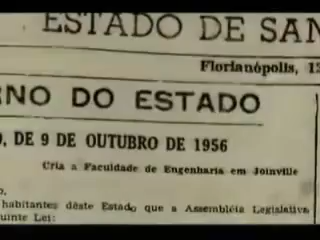 ESTADO DE SAN
Florianópolis, 13
RNO DO ESTADO
O, DE 9 DE OUTUBRO DE 1956
Cria a Faculdade de Engenharia em Joinville
o,
habitantes dêste Estado que a Assembléia Legislativa
uinte Lei: